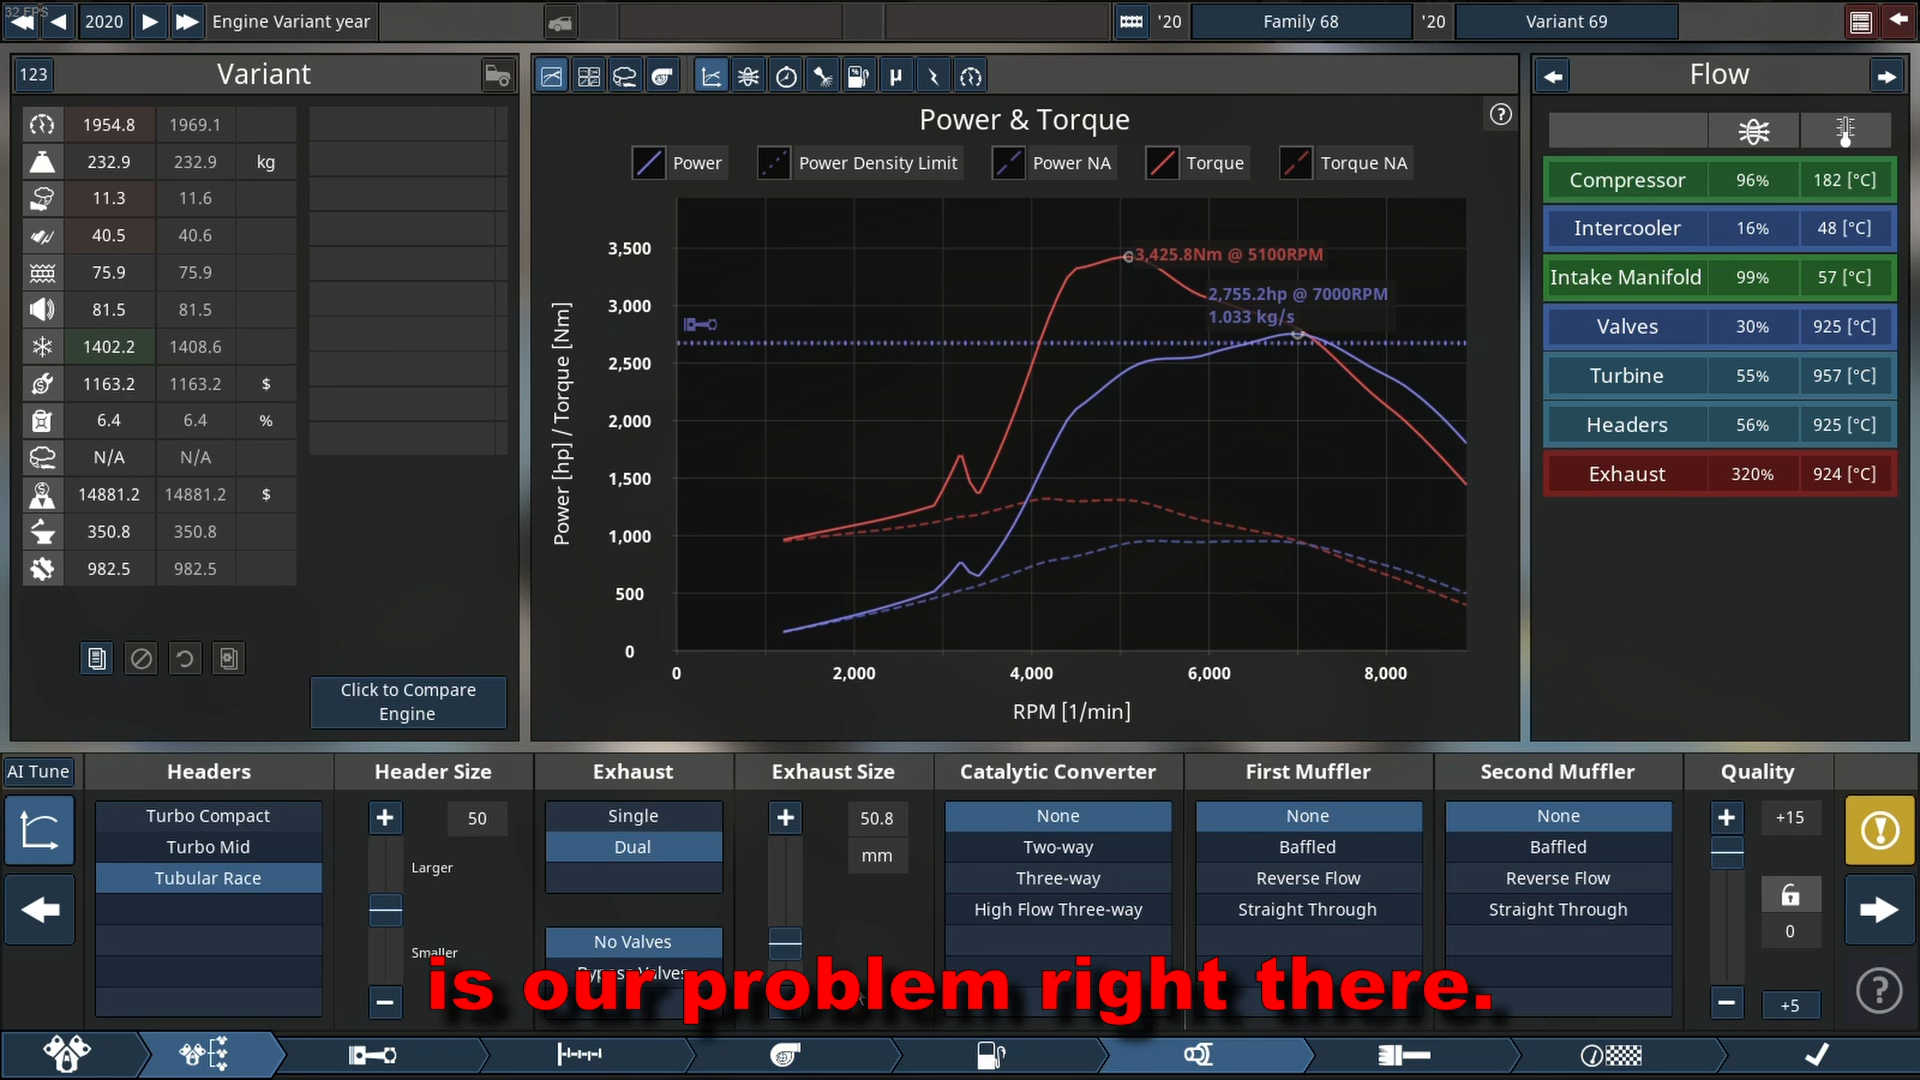 32 FPS
2020
Engine Variant year
'20
Family 68
'20
Variant 69
123
Variant
1954.8 1969.1
232.9 232.9 kg
11.3 11.6
40.5 40.6
75.9 75.9
81.5 81.5
1402.2 1408.6
1163.2 1163.2 $
6.4 6.4 %
N/A N/A
14881.2 14881.2 $
350.8 350.8
982.5 982.5
Click to Compare
Engine
Power & Torque
?
Power
Power Density Limit
Power NA
Torque
Torque NA
Power [hp] / Torque [Nm]
3,500
3,000
2,500
2,000
1,500
1,000
500
0
3,425.8Nm @ 5100RPM
2,755.2hp @ 7000RPM
1.033 kg/s
0 2,000 4,000 6,000 8,000
RPM [1/min]
Flow
Compressor 96% 182 [°C]
Intercooler 16% 48 [°C]
Intake Manifold 99% 57 [°C]
Valves 30% 925 [°C]
Turbine 55% 957 [°C]
Headers 56% 925 [°C]
Exhaust 320% 924 [°C]
AI Tune
Headers
Turbo Compact
Turbo Mid
Tubular Race
Header Size
+
50
Larger
Smaller
−
Exhaust
Single
Dual
No Valves
Bypass Valves
Exhaust Size
+
50.8
mm
Catalytic Converter
None
Two-way
Three-way
High Flow Three-way
First Muffler
None
Baffled
Reverse Flow
Straight Through
Second Muffler
None
Baffled
Reverse Flow
Straight Through
Quality
+
+15
0
−
+5
?
is our problem right there.